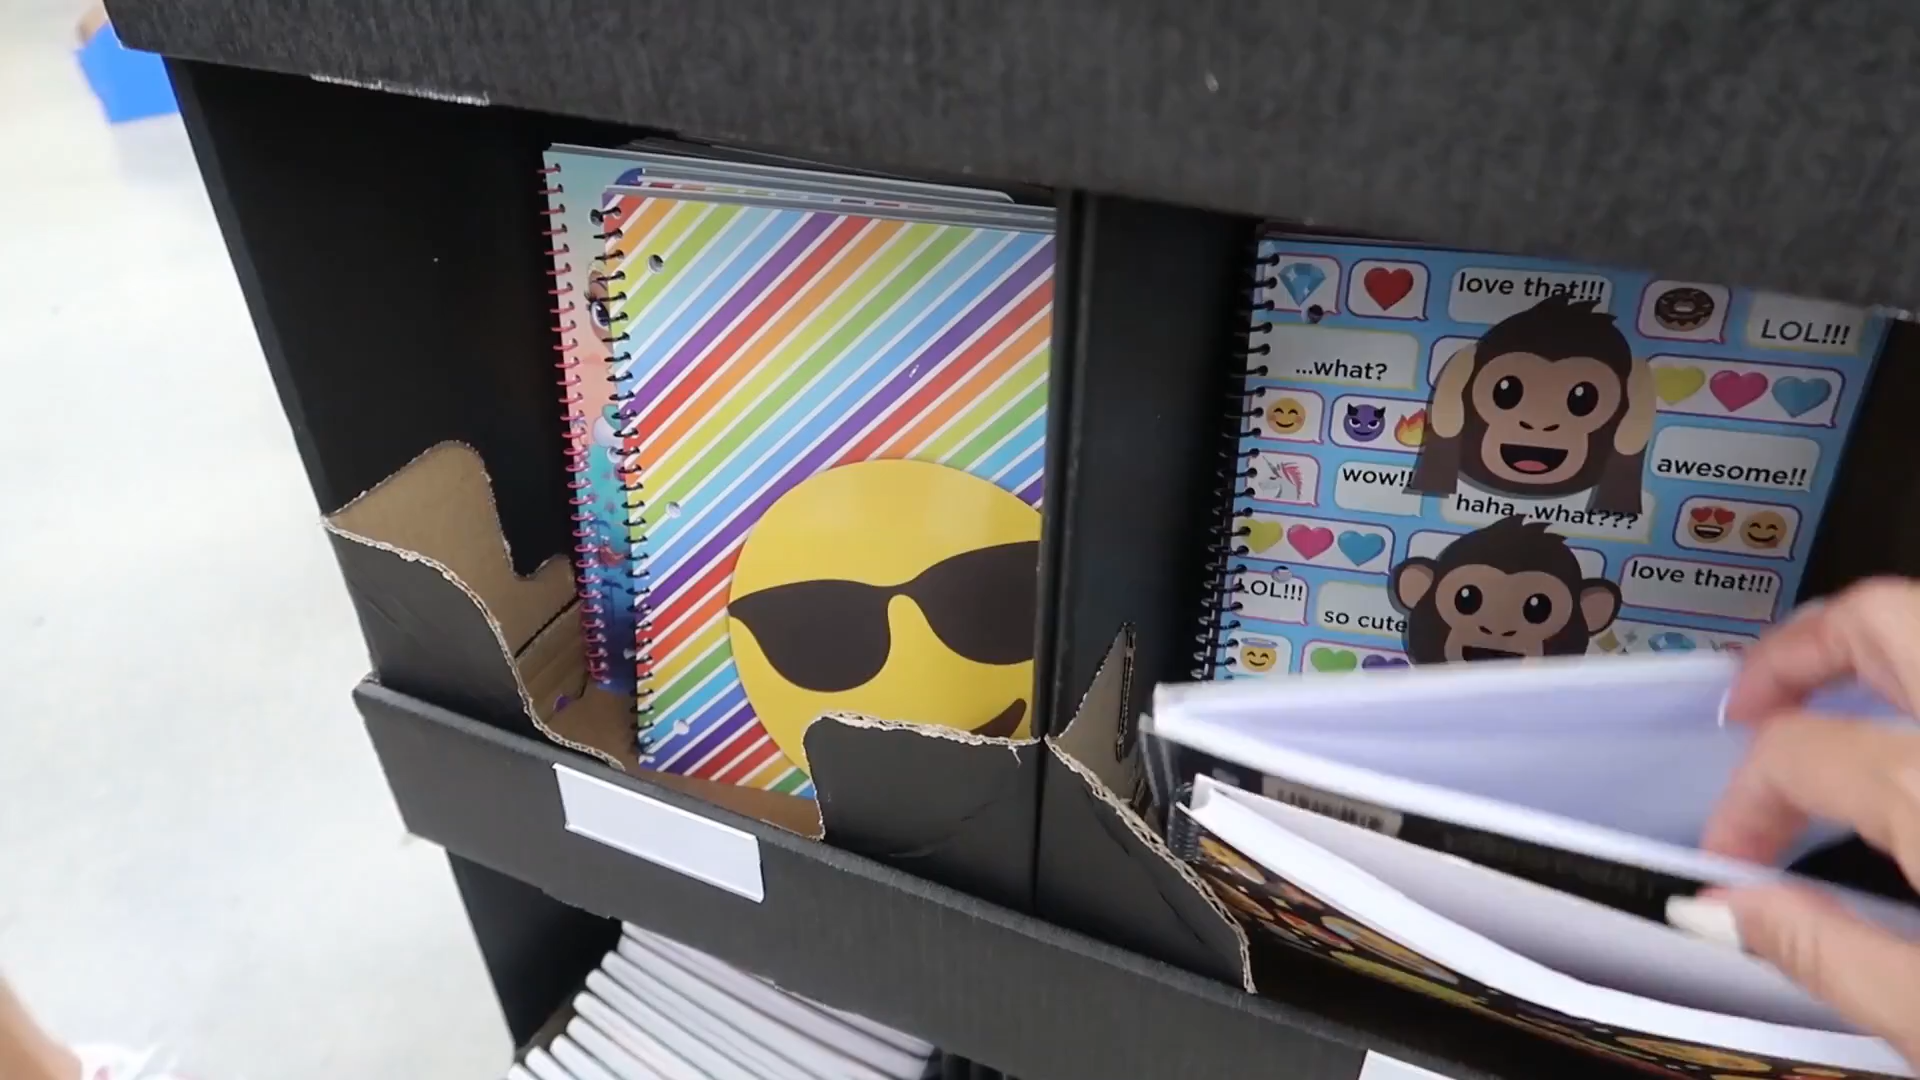 love that!!!
LOL!!!
...what?
awesome!!
wow!!
haha..what???
love that!!!
LOL!!!
so cute